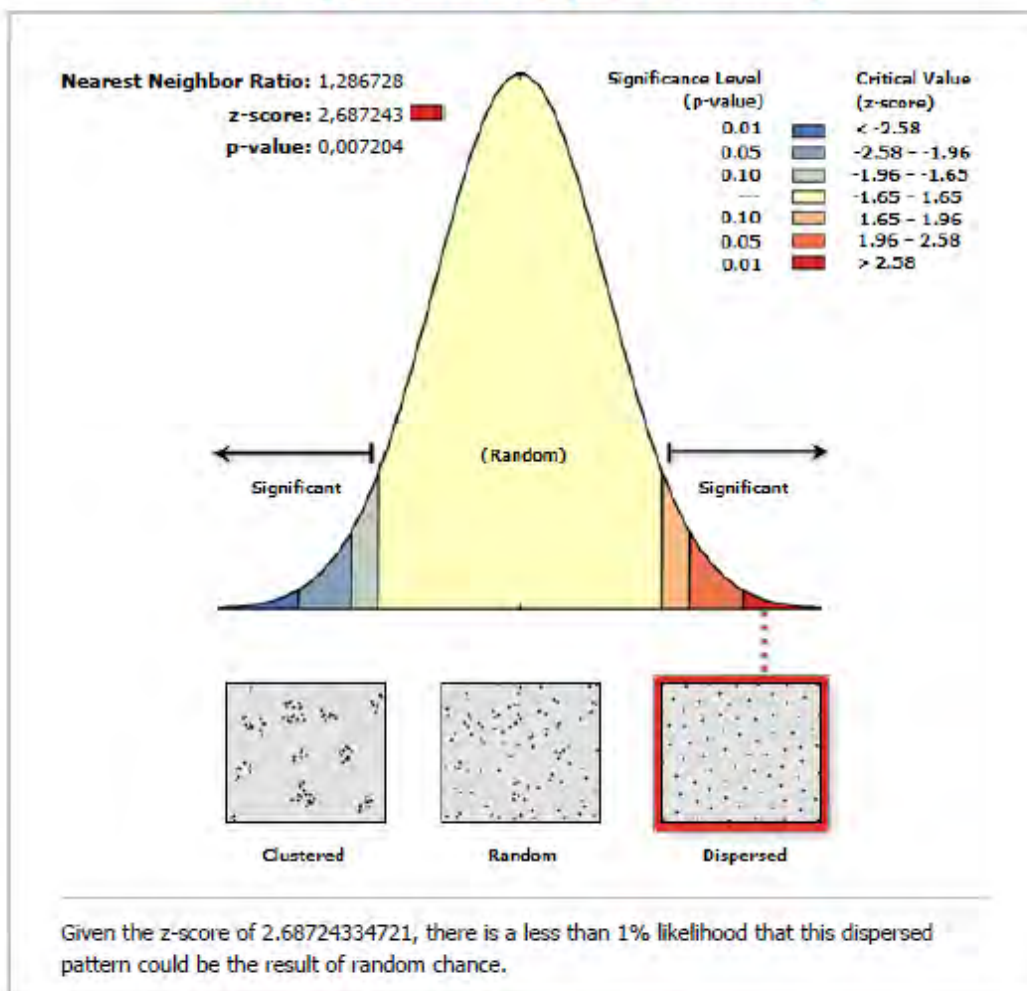 Nearest Neighbor Ratio: 1,286728
z-score: 2,687243
p-value: 0,007204
Significance Level Critical Value
(p-value) (z-score)
0.01 < -2.58
0.05 -2.58 – -1.96
0.10 -1.96 – -1.65
--- -1.65 – 1.65
0.10 1.65 – 1.96
0.05 1.96 – 2.58
0.01 > 2.58
(Random)
Significant Significant
Clustered Random Dispersed
Given the z-score of 2.68724334721, there is a less than 1% likelihood that this dispersed
pattern could be the result of random chance.